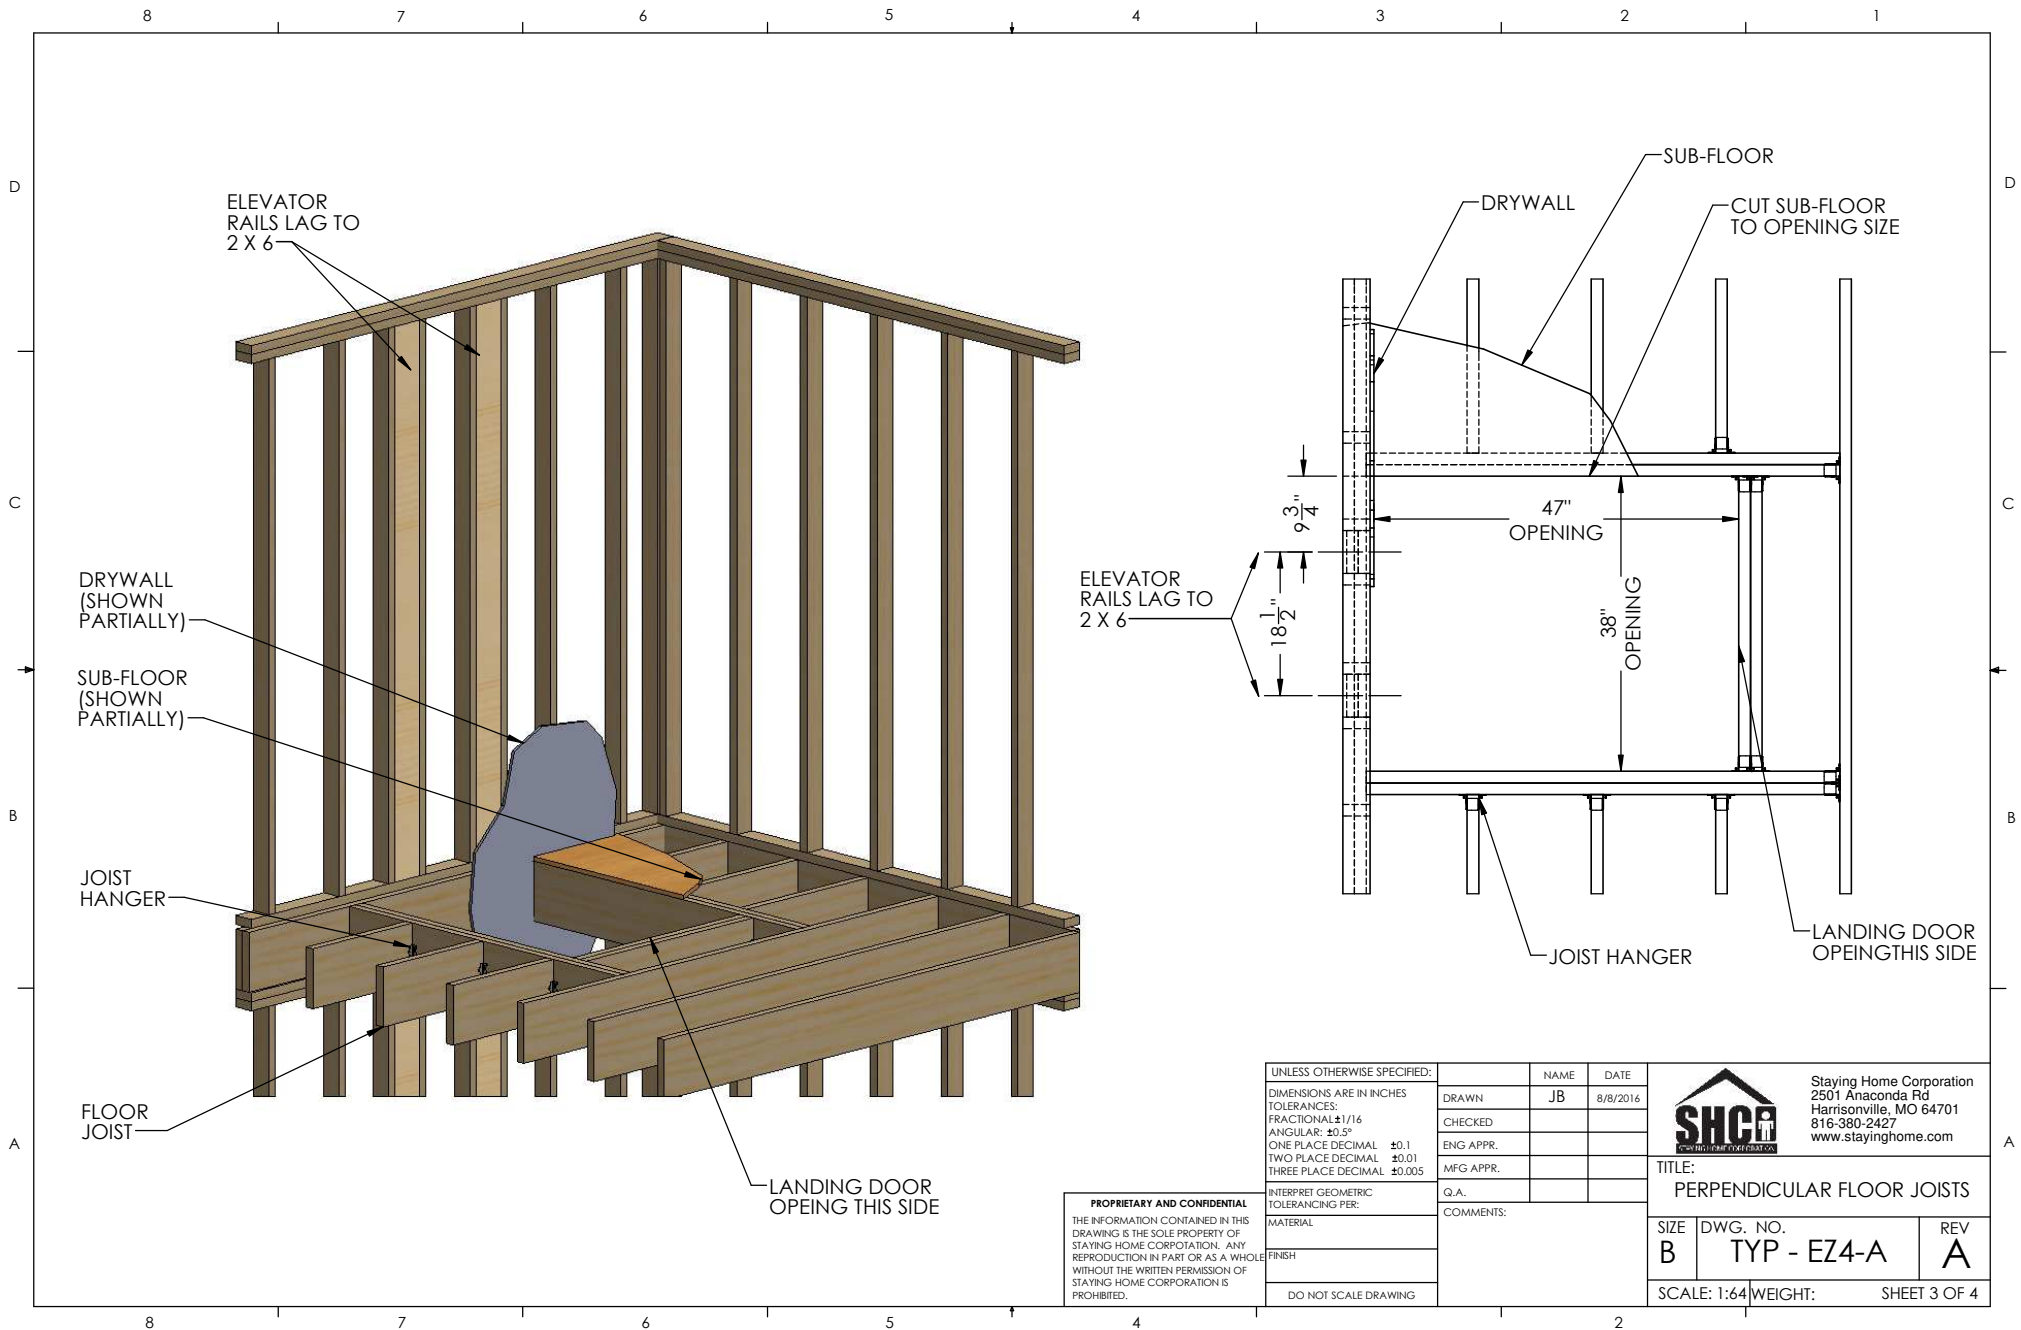 8 7 6 5 4 3 2 1
D
D
C
C
B
B
A
A
ELEVATOR
RAILS LAG TO
2 X 6
DRYWALL
(SHOWN
PARTIALLY)
SUB-FLOOR
(SHOWN
PARTIALLY)
JOIST
HANGER
FLOOR
JOIST
LANDING DOOR
OPEING THIS SIDE
SUB-FLOOR
DRYWALL
CUT SUB-FLOOR
TO OPENING SIZE
9 3/4"
47"
OPENING
ELEVATOR
RAILS LAG TO
2 X 6
18 1/2"
38"
OPENING
LANDING DOOR
OPEINGTHIS SIDE
JOIST HANGER
PROPRIETARY AND CONFIDENTIAL
THE INFORMATION CONTAINED IN THIS
DRAWING IS THE SOLE PROPERTY OF
STAYING HOME CORPOTATION. ANY
REPRODUCTION IN PART OR AS A WHOLE
WITHOUT THE WRITTEN PERMISSION OF
STAYING HOME CORPORATION IS
PROHIBITED.
UNLESS OTHERWISE SPECIFIED:
DIMENSIONS ARE IN INCHES
TOLERANCES:
FRACTIONAL±1/16
ANGULAR: ±0.5°
ONE PLACE DECIMAL ±0.1
TWO PLACE DECIMAL ±0.01
THREE PLACE DECIMAL ±0.005
INTERPRET GEOMETRIC
TOLERANCING PER:
MATERIAL
FINISH
DO NOT SCALE DRAWING
NAME DATE
DRAWN JB 8/8/2016
CHECKED
ENG APPR.
MFG APPR.
Q.A.
COMMENTS:
SHC
STAYING HOME CORPORATION
Staying Home Corporation
2501 Anaconda Rd
Harrisonville, MO 64701
816-380-2427
www.stayinghome.com
TITLE:
PERPENDICULAR FLOOR JOISTS
SIZE DWG. NO. REV
B TYP - EZ4-A A
SCALE: 1:64 WEIGHT: SHEET 3 OF 4
8 7 6 5 4 2